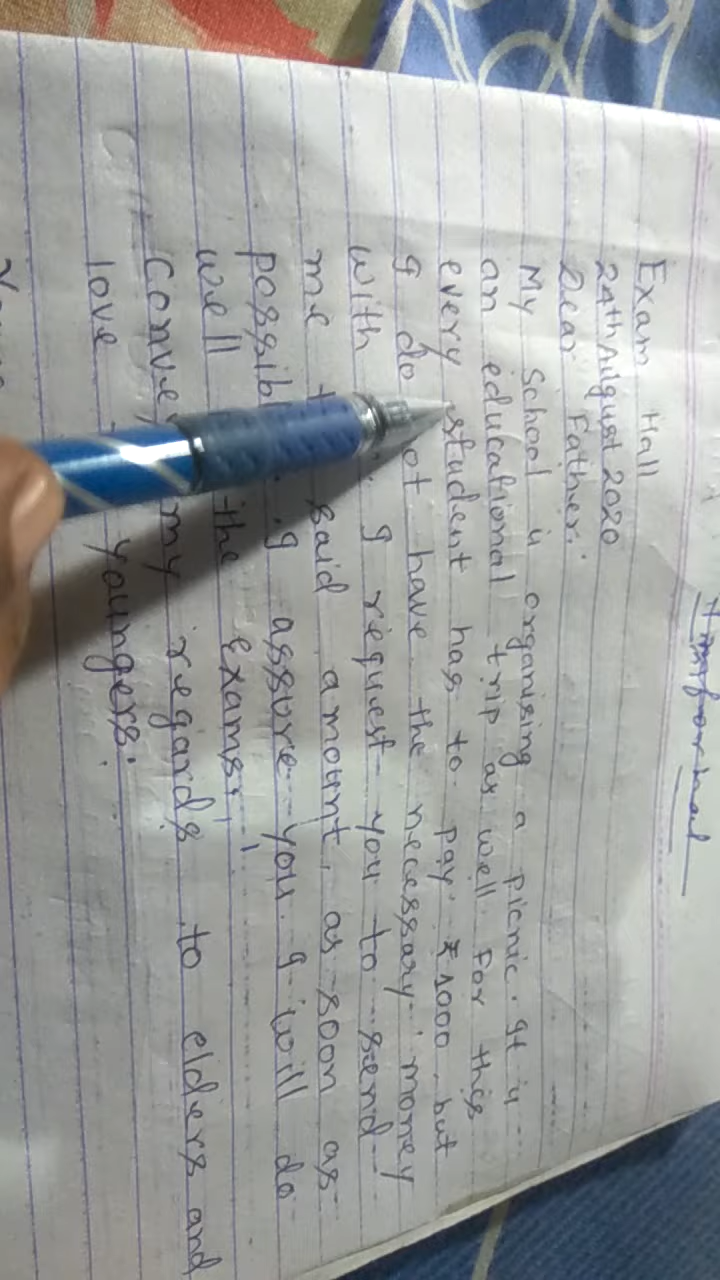 Informal
Exam Hall
24th August 2020
Dear Father:
My School is organising a picnic. It is
an educational trip as well. For this
every student has to pay ₹1000, but
I do not have the necessary money
with I request you to send
me said amount, as soon as
possibl I assure you I will do
well the exams.
Convey my regards to elders and
love youngers.